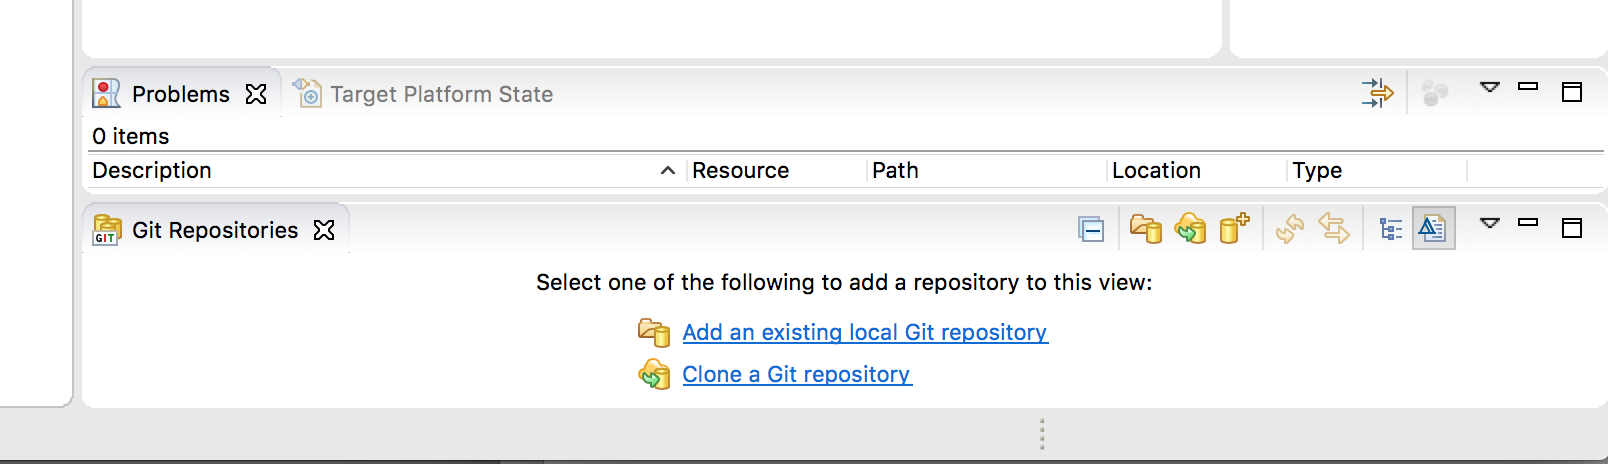 Problems Target Platform State
0 items
Description Resource Path Location Type
GIT Git Repositories
Select one of the following to add a repository to this view:
Add an existing local Git repository
Clone a Git repository